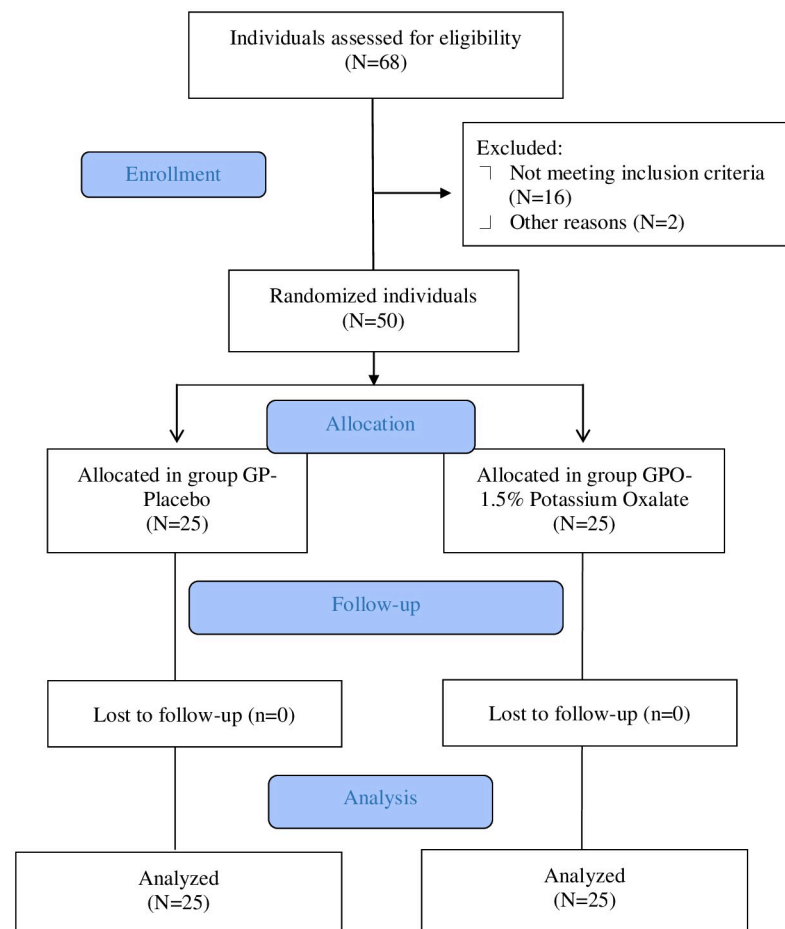 Individuals assessed for eligibility
(N=68)
Enrollment
Excluded:
Not meeting inclusion criteria
(N=16)
Other reasons (N=2)
Randomized individuals
(N=50)
Allocation
Allocated in group GP-
Placebo
(N=25)
Allocated in group GPO-
1.5% Potassium Oxalate
(N=25)
Follow-up
Lost to follow-up (n=0)
Lost to follow-up (n=0)
Analysis
Analyzed
(N=25)
Analyzed
(N=25)